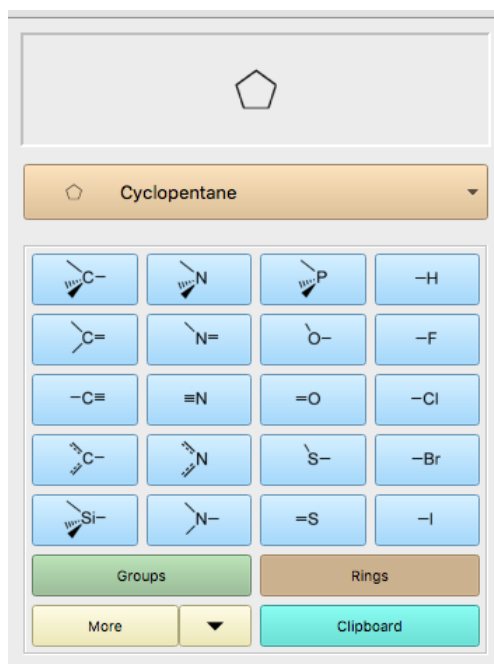 Cyclopentane
C– N P –H
C= N= O– –F
–C≡ ≡N =O –Cl
C– N S– –Br
Si– N– =S –I
Groups Rings
More Clipboard